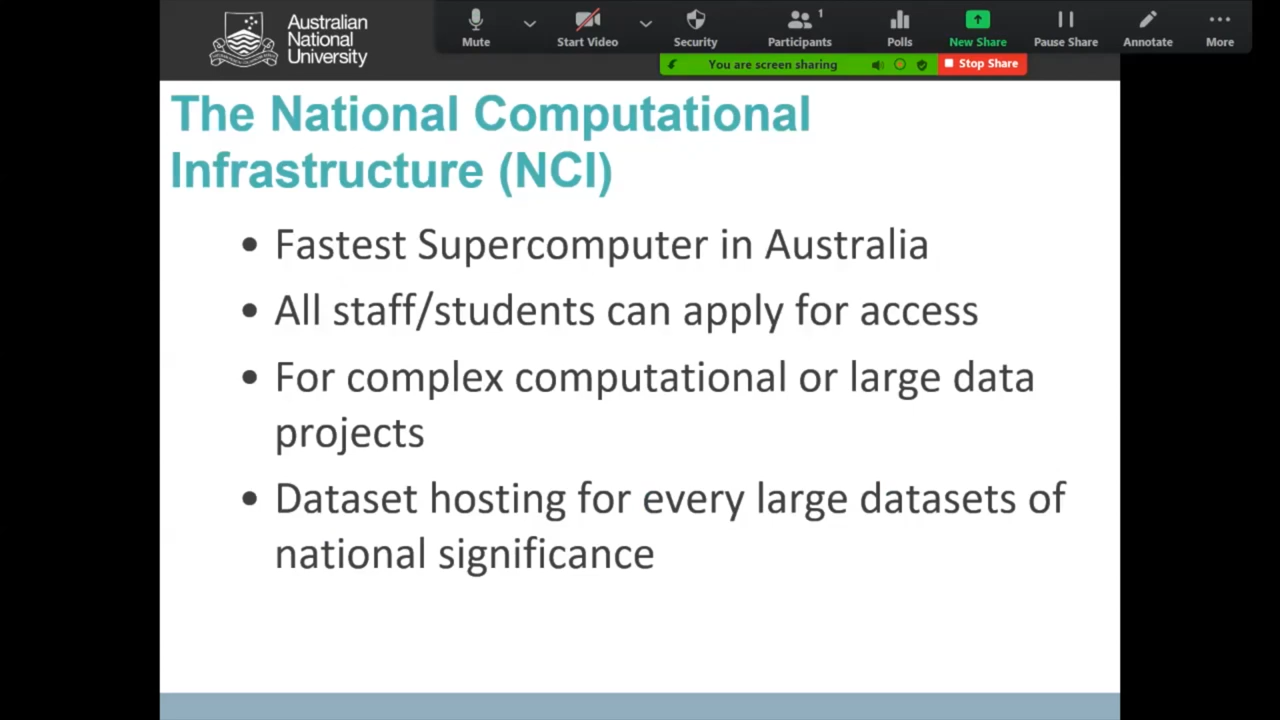 Australian
National
University
Mute
Start Video
Security
Participants
1
Polls
New Share
Pause Share
Annotate
More
You are screen sharing
Stop Share
The National Computational
Infrastructure (NCI)
• Fastest Supercomputer in Australia
• All staff/students can apply for access
• For complex computational or large data
projects
• Dataset hosting for every large datasets of
national significance